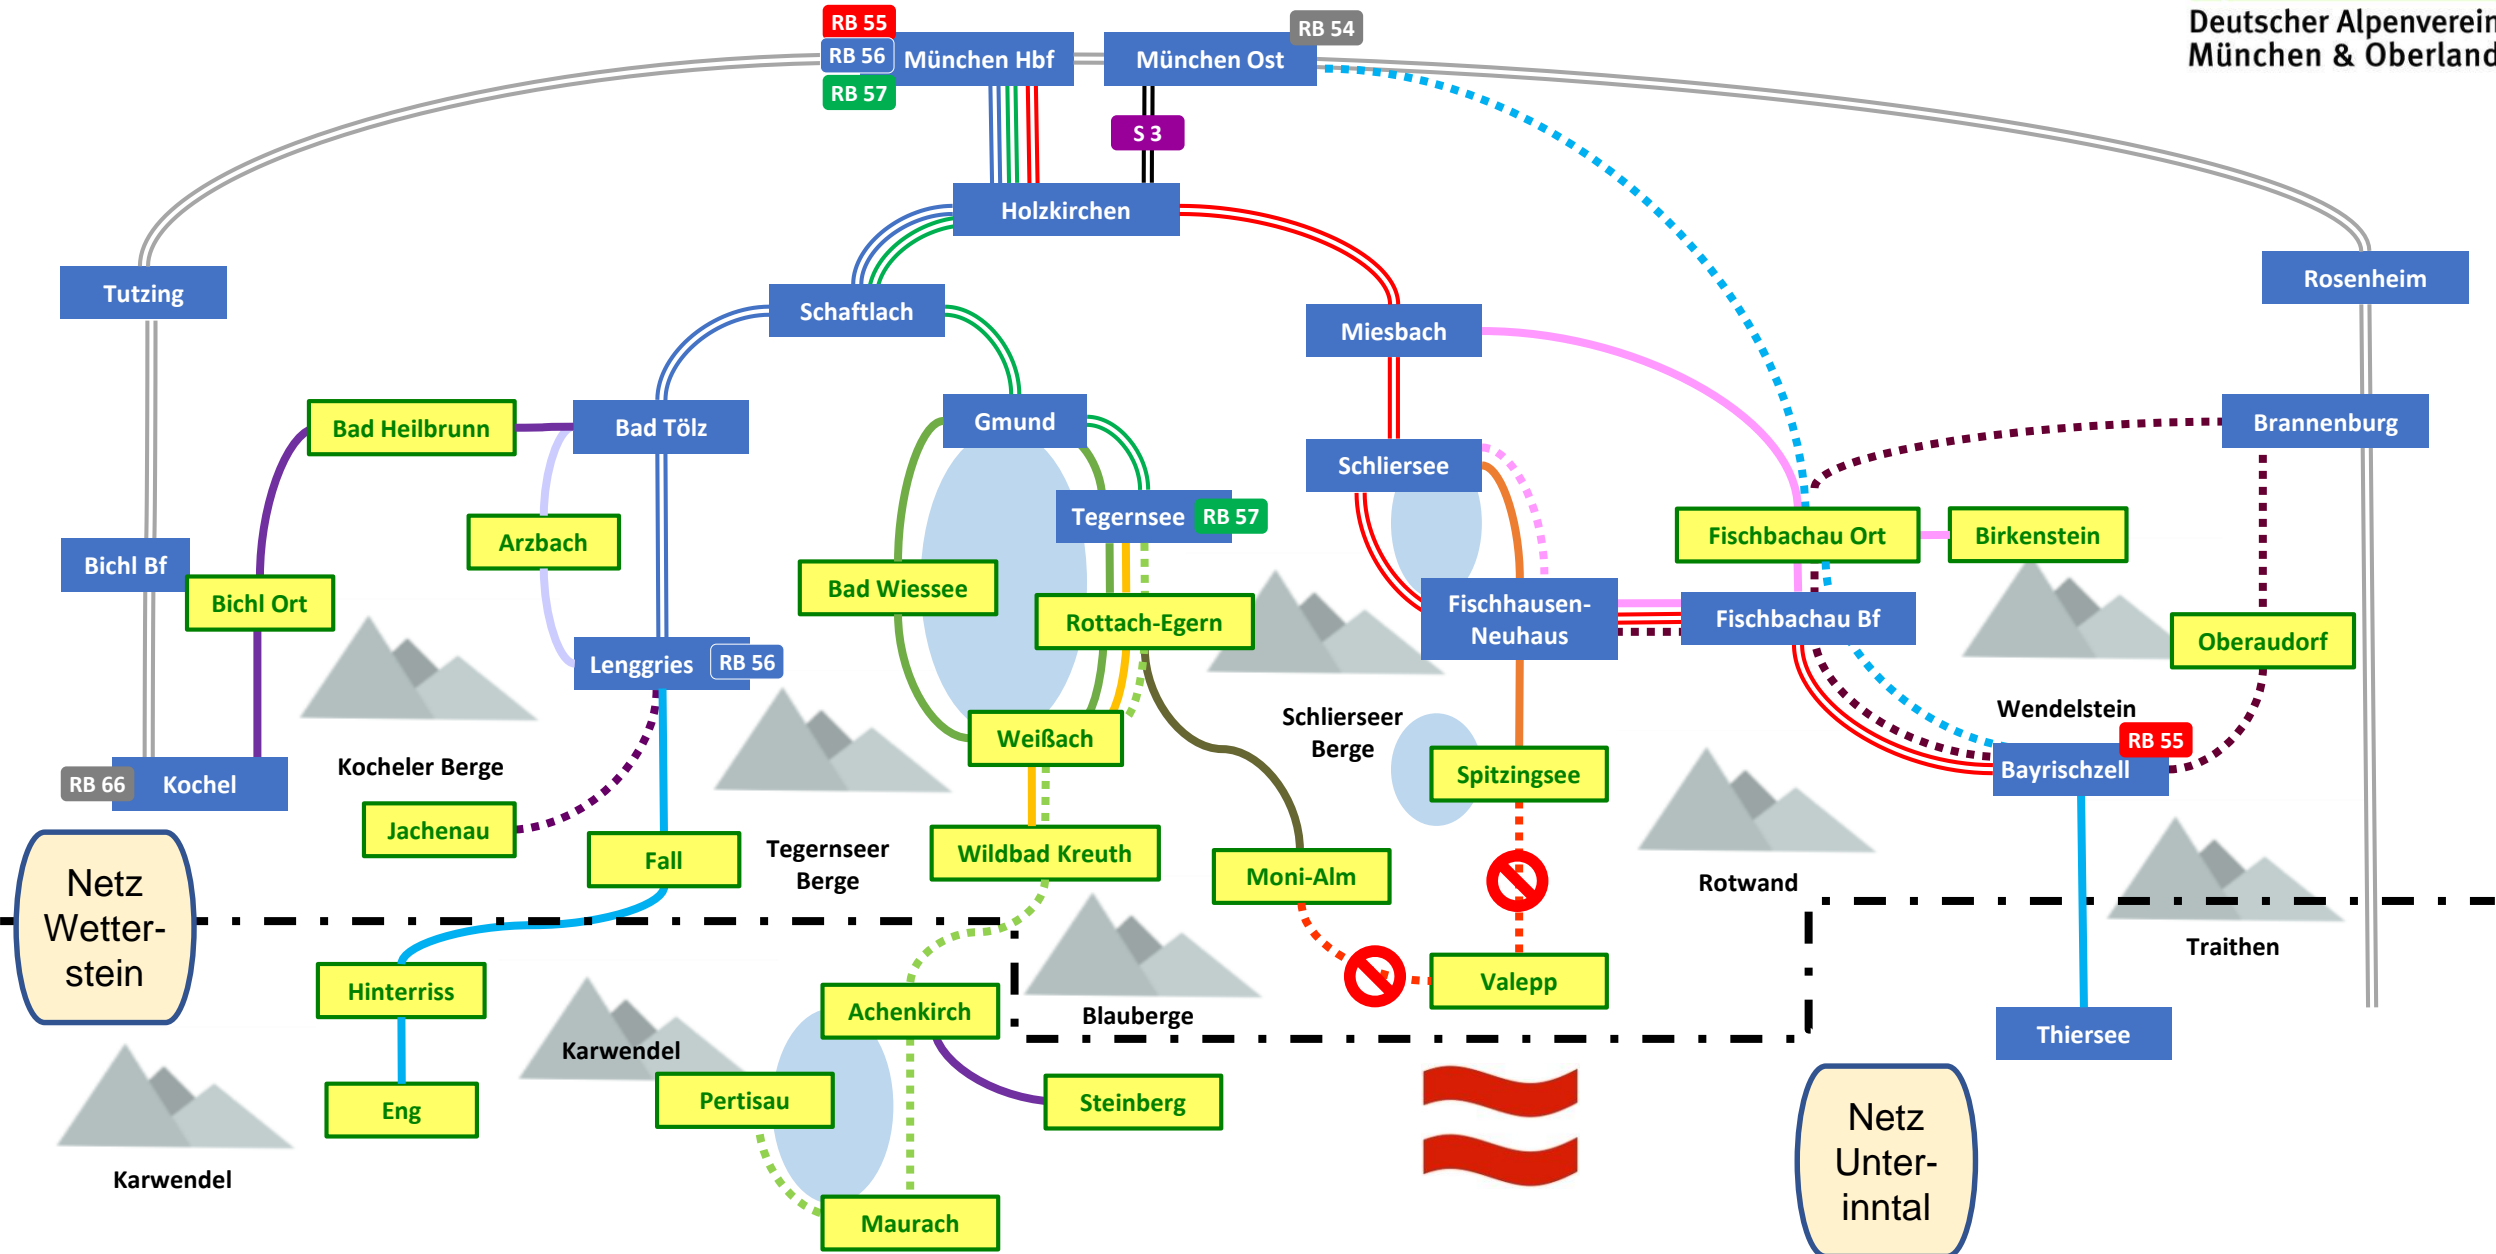 Deutscher Alpenverein
München & Oberland
RB 55
RB 56
RB 57
München Hbf
München Ost
RB 54
S 3
Holzkirchen
Tutzing
Schaftlach
Miesbach
Rosenheim
Bad Heilbrunn
Bad Tölz
Gmund
Schliersee
Brannenburg
Arzbach
Tegernsee
RB 57
Fischbachau Ort
Birkenstein
Bichl Bf
Bichl Ort
Bad Wiessee
Rottach-Egern
Fischhausen-
Neuhaus
Fischbachau Bf
Oberaudorf
Lenggries
RB 56
Weißach
Schlierseer
Berge
Wendelstein
RB 55
Bayrischzell
Kocheler Berge
RB 66
Kochel
Spitzingsee
Jachenau
Fall
Tegernseer
Berge
Wildbad Kreuth
Moni-Alm
Rotwand
Netz
Wetter-
stein
Traithen
Hinterriss
Achenkirch
Blauberge
Valepp
Thiersee
Karwendel
Eng
Pertisau
Steinberg
Karwendel
Maurach
Netz
Unter-
inntal